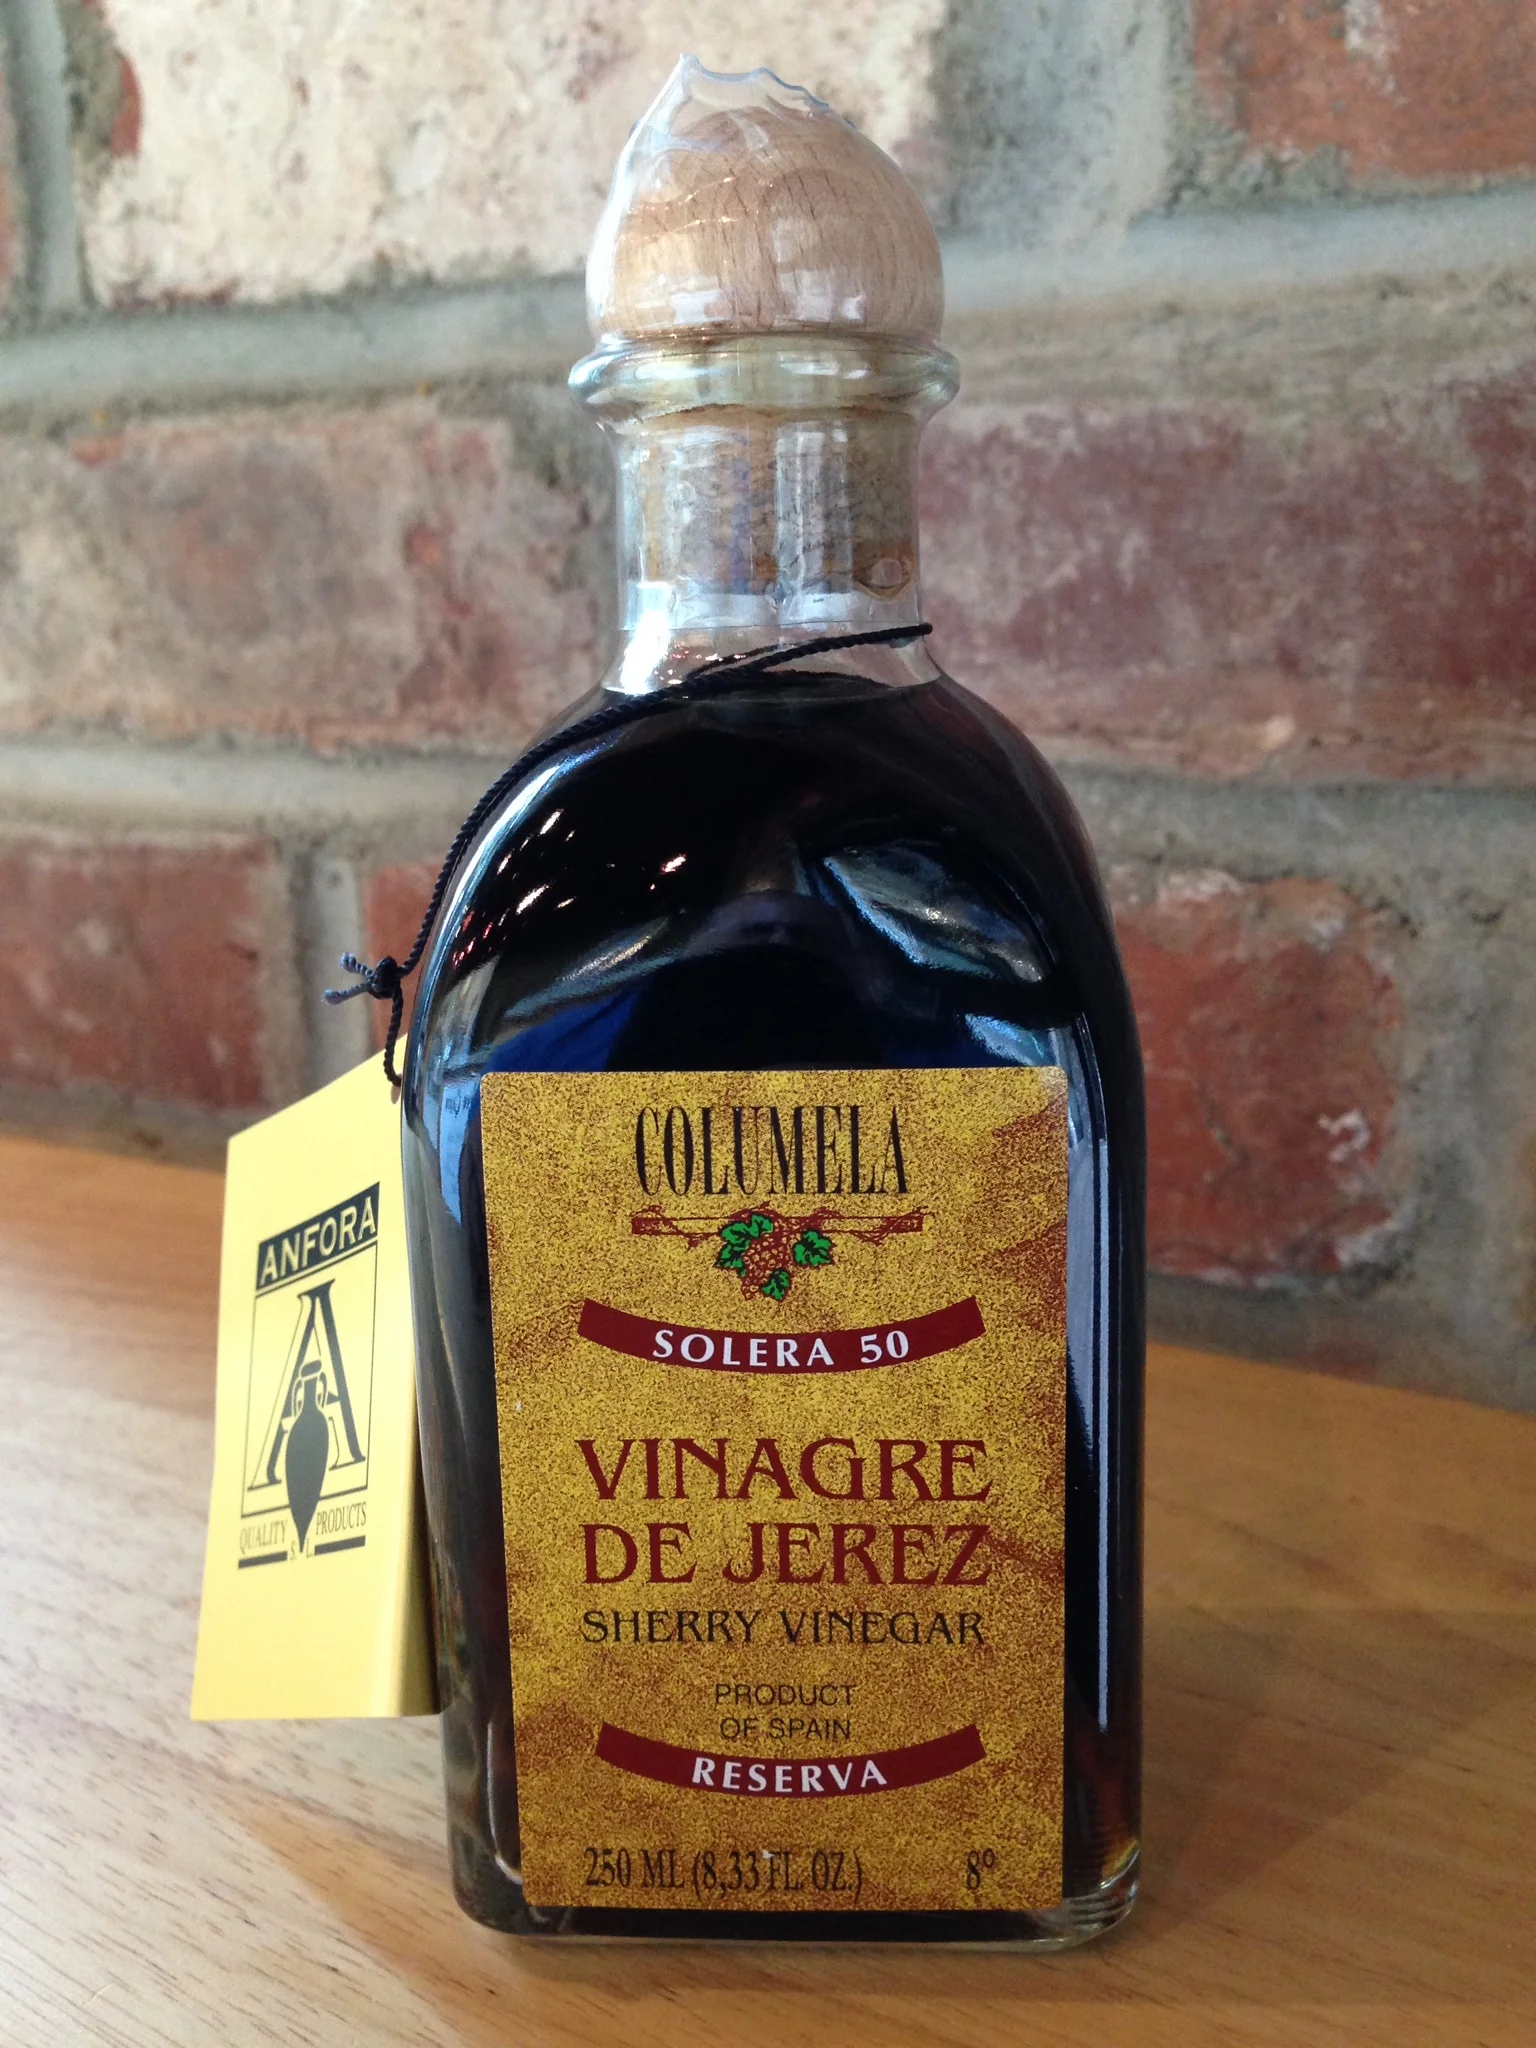 COLUMELA
SOLERA 50
VINAGRE
DE JEREZ
SHERRY VINEGAR
PRODUCT
OF SPAIN
RESERVA
250 ML (8,33 FL. OZ.) 8º
ANFORA
A
QUALITY PRODUCTS
S. L.